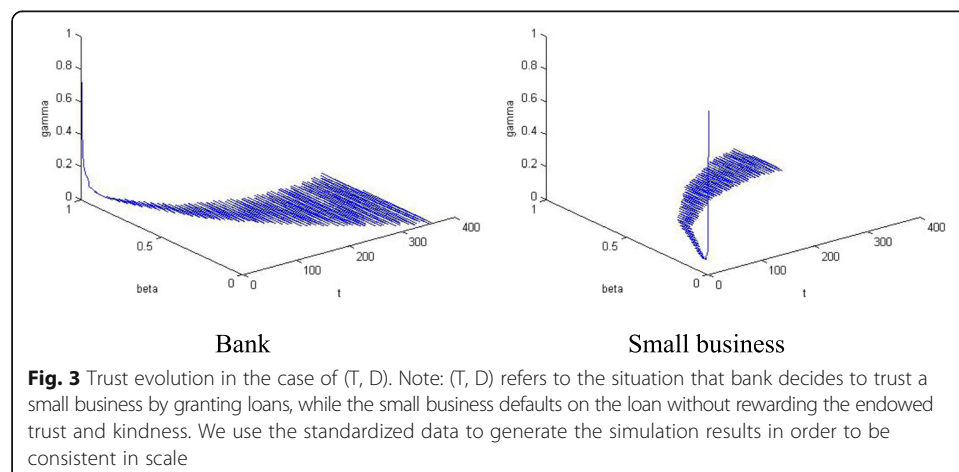 1
0.8
0.6
gamma
0.4
0.2
0
1
0.5
beta
0
0
100
200
300
400
t
1
0.8
0.6
gamma
0.4
0.2
0
1
0.5
beta
0
0
100
200
300
400
t
Bank
Small business
Fig. 3 Trust evolution in the case of (T, D). Note: (T, D) refers to the situation that bank decides to trust a
small business by granting loans, while the small business defaults on the loan without rewarding the endowed
trust and kindness. We use the standardized data to generate the simulation results in order to be
consistent in scale